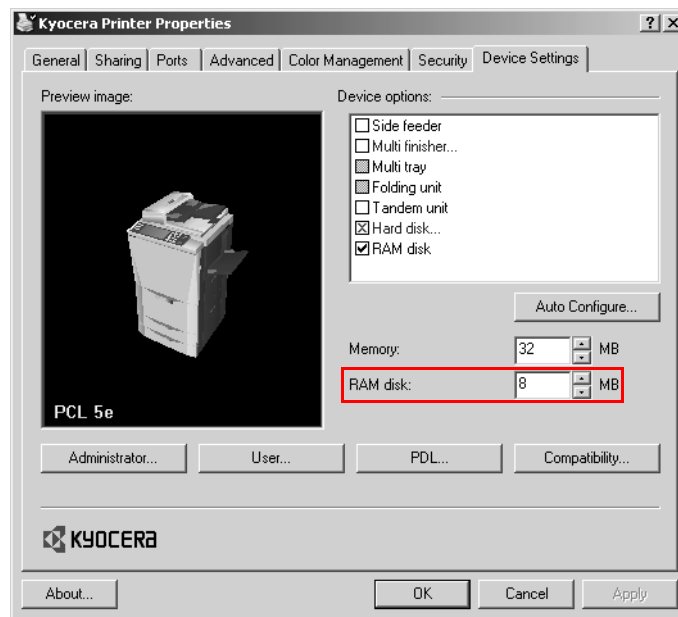 Kyocera Printer Properties
General Sharing Ports Advanced Color Management Security Device Settings
Preview image:
Device options:
Side feeder
Multi finisher...
Multi tray
Folding unit
Tandem unit
Hard disk...
RAM disk
Auto Configure...
Memory: 32 MB
RAM disk: 8 MB
PCL 5e
Administrator... User... PDL... Compatibility...
KYOCERA
About... OK Cancel Apply